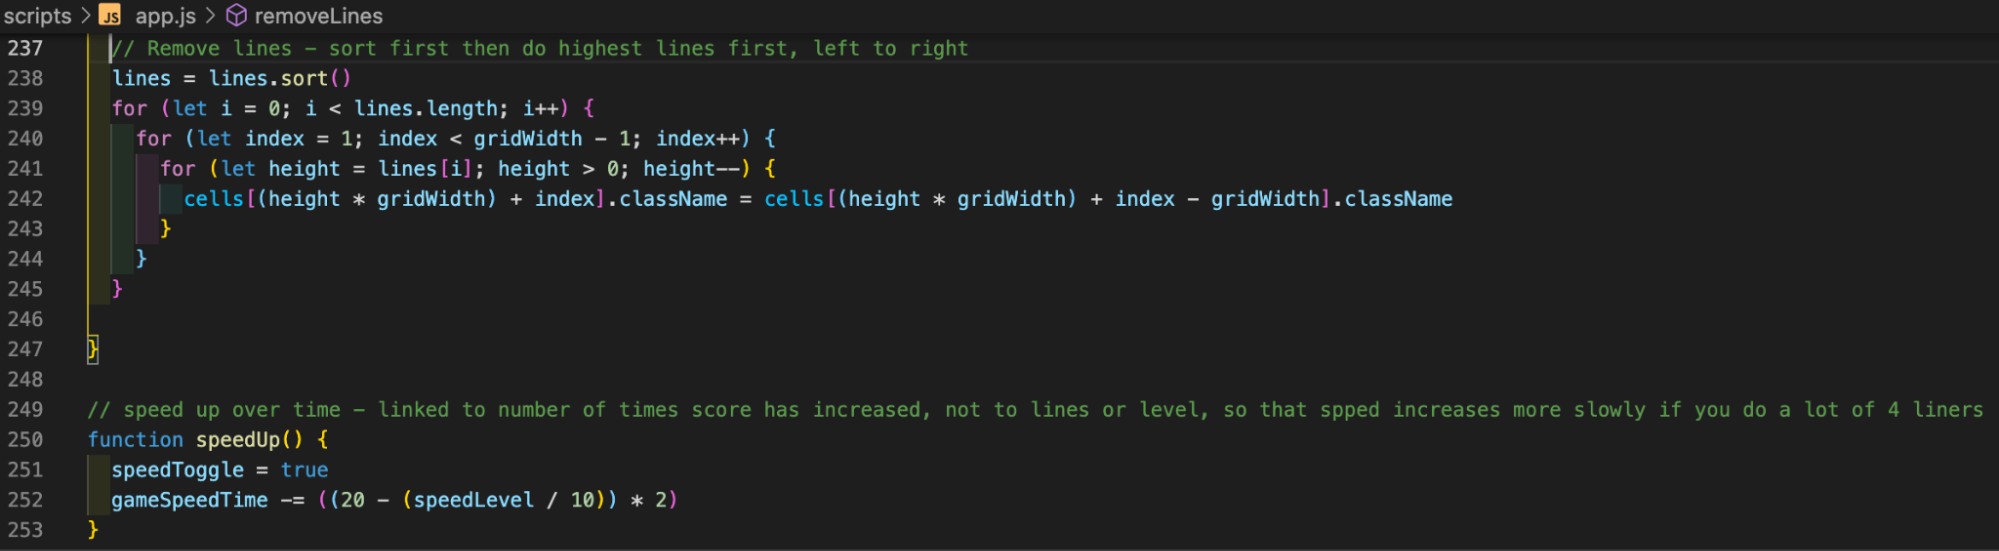 scripts > JS app.js > removeLines
237 // Remove lines - sort first then do highest lines first, left to right
238 lines = lines.sort()
239 for (let i = 0; i < lines.length; i++) {
240 for (let index = 1; index < gridWidth - 1; index++) {
241 for (let height = lines[i]; height > 0; height--) {
242 cells[(height * gridWidth) + index].className = cells[(height * gridWidth) + index - gridWidth].className
243 }
244 }
245 }
246
247 }
248
249 // speed up over time - linked to number of times score has increased, not to lines or level, so that spped increases more slowly if you do a lot of 4 liners
250 function speedUp() {
251 speedToggle = true
252 gameSpeedTime -= ((20 - (speedLevel / 10)) * 2)
253 }